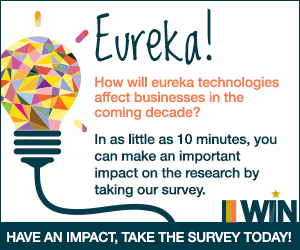 Eureka!
How will eureka technologies
affect businesses in the
coming decade?
In as little as 10 minutes, you
can make an important
impact on the research by
taking our survey.
WIN
HAVE AN IMPACT, TAKE THE SURVEY TODAY!